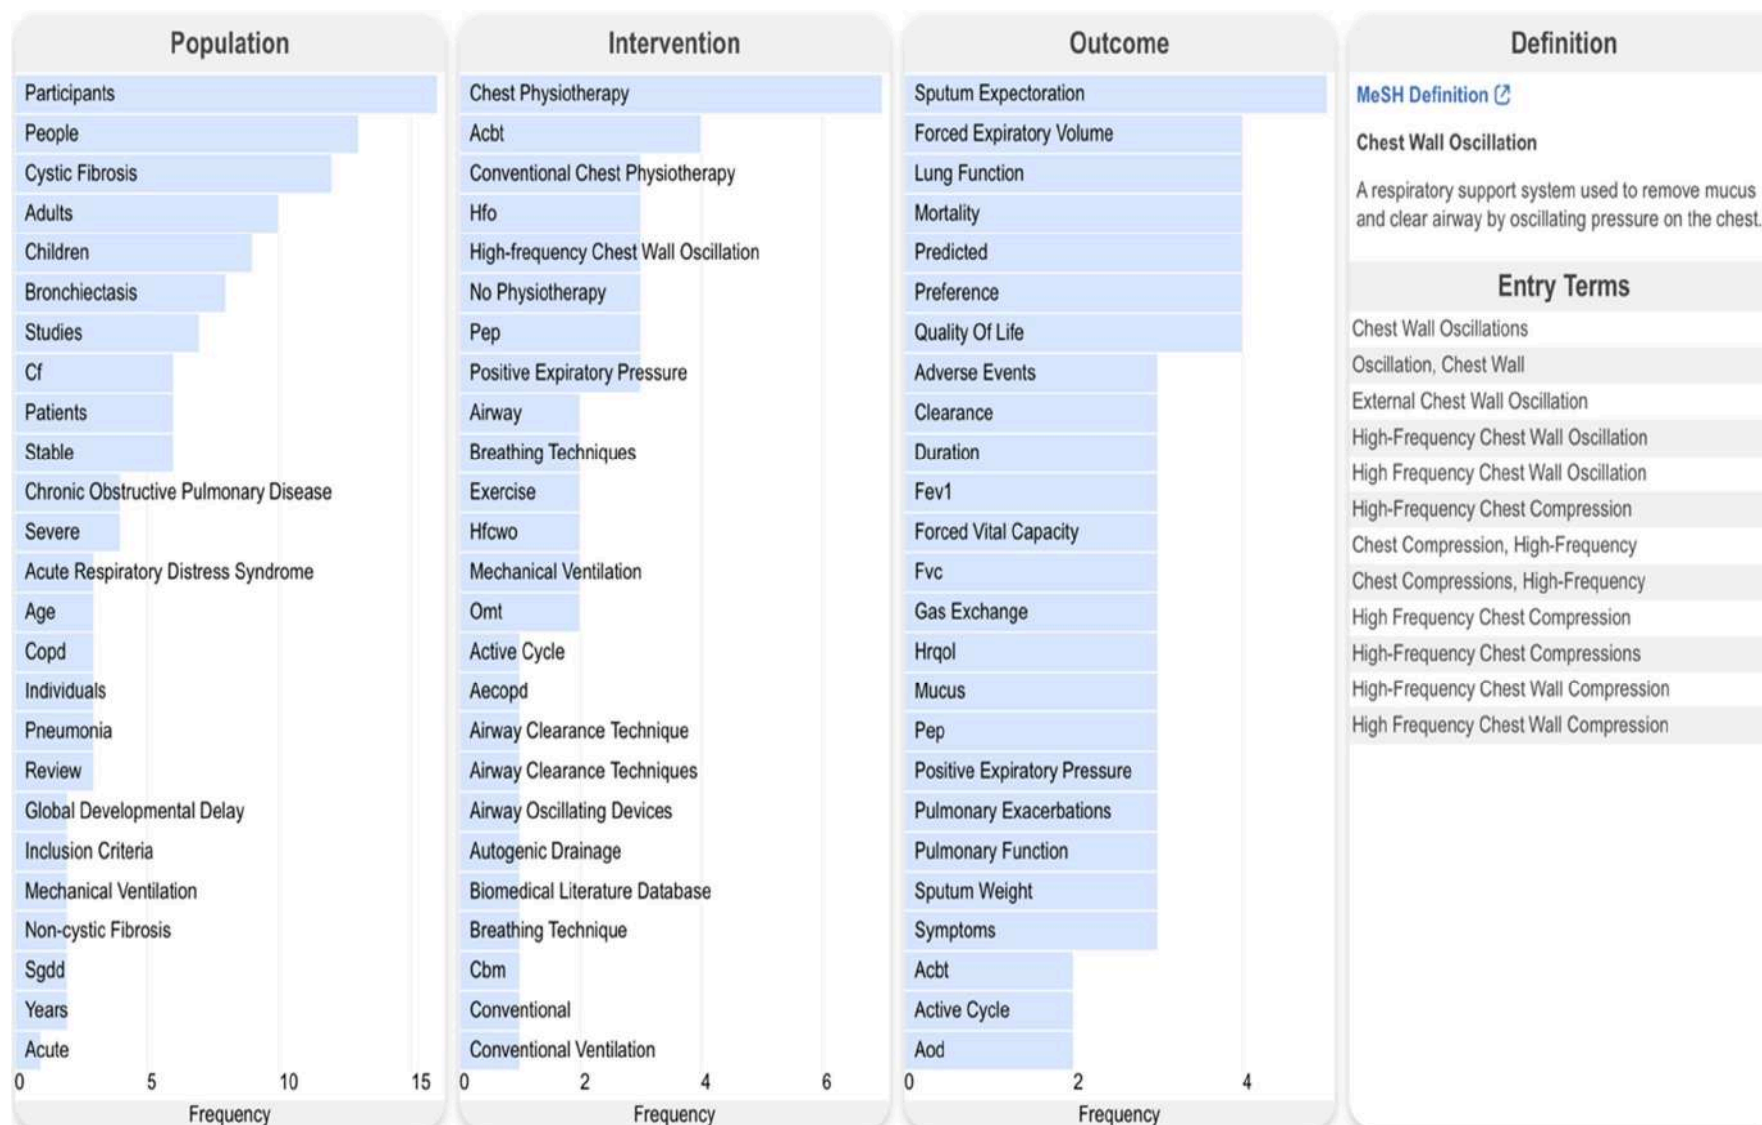 Population
Participants
People
Cystic Fibrosis
Adults
Children
Bronchiectasis
Studies
Cf
Patients
Stable
Chronic Obstructive Pulmonary Disease
Severe
Acute Respiratory Distress Syndrome
Age
Copd
Individuals
Pneumonia
Review
Global Developmental Delay
Inclusion Criteria
Mechanical Ventilation
Non-cystic Fibrosis
Sgdd
Years
Acute
0 5 10 15
Frequency
Intervention
Chest Physiotherapy
Acbt
Conventional Chest Physiotherapy
Hfo
High-frequency Chest Wall Oscillation
No Physiotherapy
Pep
Positive Expiratory Pressure
Airway
Breathing Techniques
Exercise
Hfcwo
Mechanical Ventilation
Omt
Active Cycle
Aecopd
Airway Clearance Technique
Airway Clearance Techniques
Airway Oscillating Devices
Autogenic Drainage
Biomedical Literature Database
Breathing Technique
Cbm
Conventional
Conventional Ventilation
0 2 4 6
Frequency
Outcome
Sputum Expectoration
Forced Expiratory Volume
Lung Function
Mortality
Predicted
Preference
Quality Of Life
Adverse Events
Clearance
Duration
Fev1
Forced Vital Capacity
Fvc
Gas Exchange
Hrqol
Mucus
Pep
Positive Expiratory Pressure
Pulmonary Exacerbations
Pulmonary Function
Sputum Weight
Symptoms
Acbt
Active Cycle
Aod
0 2 4
Frequency
Definition
MeSH Definition
Chest Wall Oscillation
A respiratory support system used to remove mucus
and clear airway by oscillating pressure on the chest.
Entry Terms
Chest Wall Oscillations
Oscillation, Chest Wall
External Chest Wall Oscillation
High-Frequency Chest Wall Oscillation
High Frequency Chest Wall Oscillation
High-Frequency Chest Compression
Chest Compression, High-Frequency
Chest Compressions, High-Frequency
High Frequency Chest Compression
High-Frequency Chest Compressions
High-Frequency Chest Wall Compression
High Frequency Chest Wall Compression